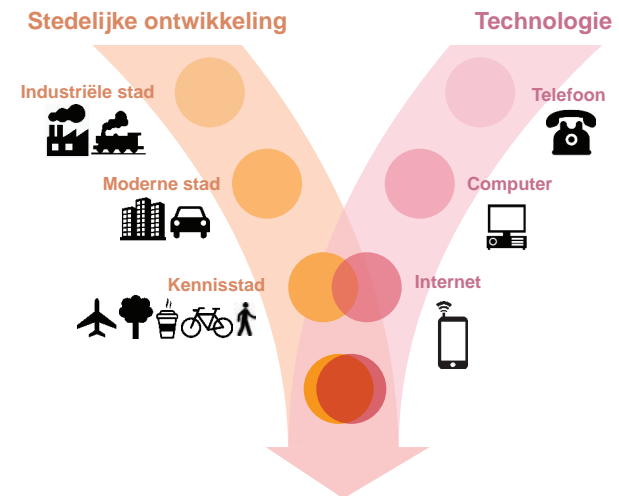 Stedelijke ontwikkeling
Technologie
Industriële stad
Telefoon
Moderne stad
Computer
Kennisstad
Internet